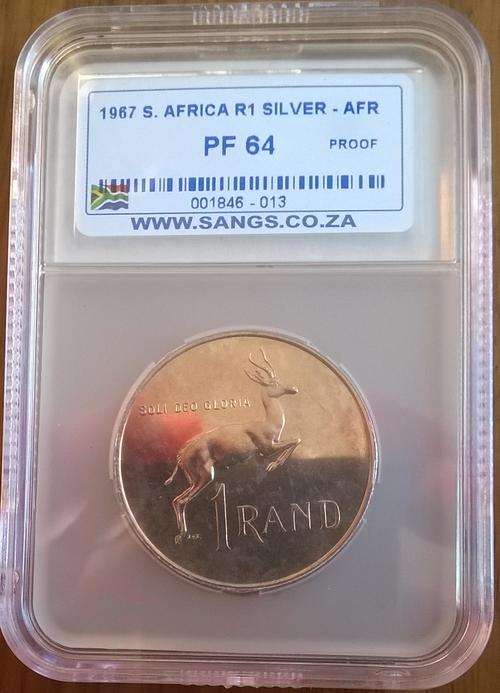 1967 S. AFRICA R1 SILVER - AFR
PF 64 PROOF
001846 - 013
WWW.SANGS.CO.ZA
SOLI DEO GLORIA
1 RAND